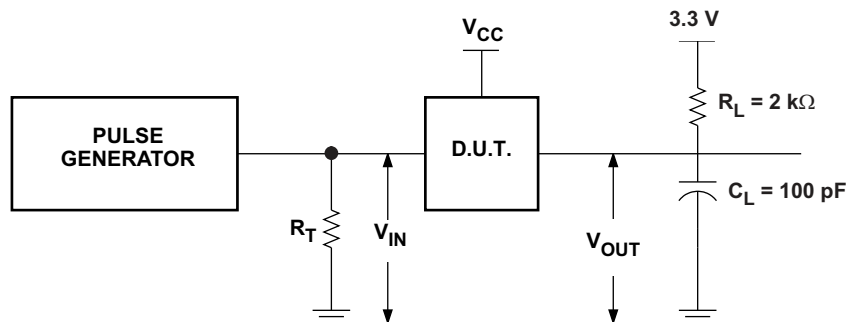 V_CC
3.3 V
R_L = 2 kΩ
PULSE
GENERATOR
D.U.T.
C_L = 100 pF
R_T
V_IN
V_OUT